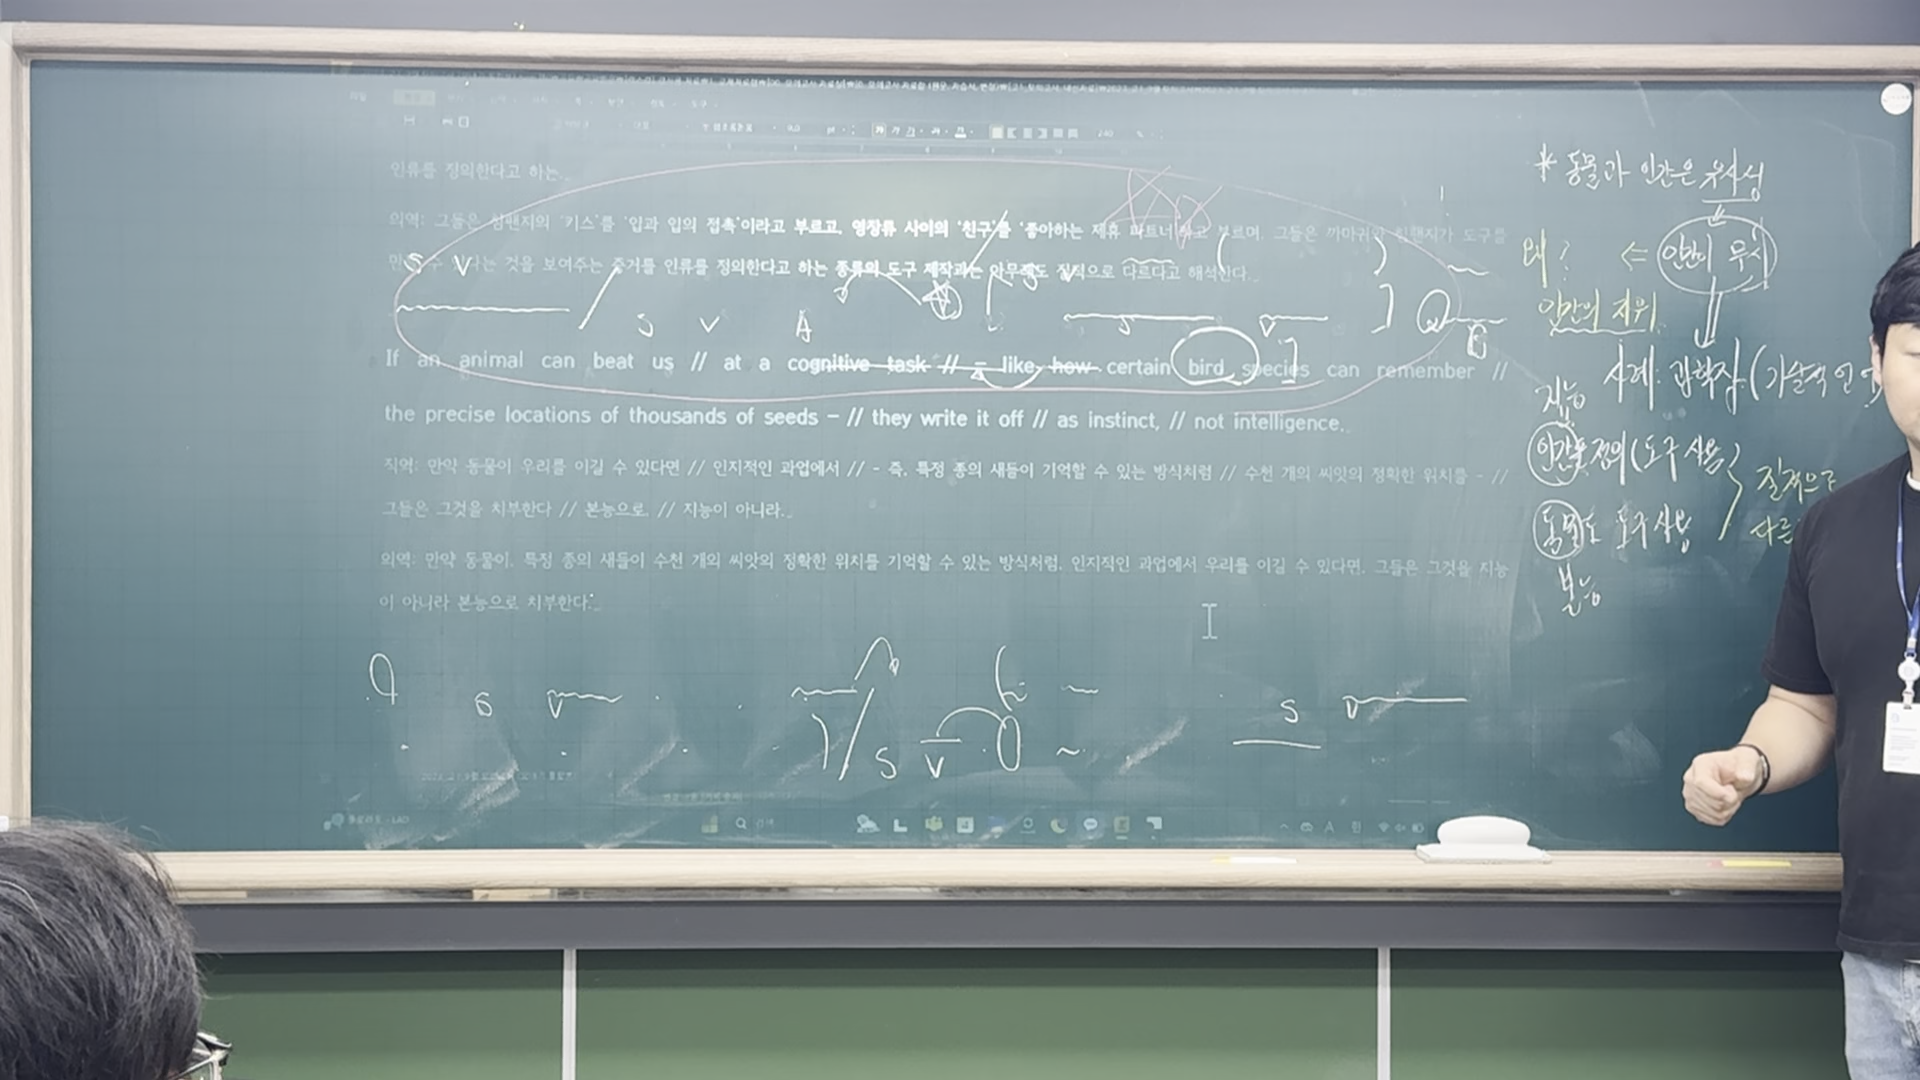 인류를 정의한다고 하는..
의역: 그들은 침팬지의 '키스'를 '입과 입의 접촉'이라고 부르고, 영장류 사이의 '친구'를 '좋아하는 제휴 파트너'라고 부르며, 그들은 까마귀와 침팬지가 도구를
만들 수 있다는 것을 보여주는 증거를 인류를 정의한다고 하는 종류의 도구 제작과는 아무래도 질적으로 다르다고 해석한다..
S V
S V A S V
If an animal can beat us // at a cognitive task // – like how certain bird species can remember //
the precise locations of thousands of seeds – // they write it off // as instinct, // not intelligence..
직역: 만약 동물이 우리를 이길 수 있다면 // 인지적인 과업에서 // - 즉, 특정 종의 새들이 기억할 수 있는 방식처럼 // 수천 개의 씨앗의 정확한 위치를 - //
그들은 그것을 치부한다 // 본능으로, // 지능이 아니라..
의역: 만약 동물이, 특정 종의 새들이 수천 개의 씨앗의 정확한 위치를 기억할 수 있는 방식처럼, 인지적인 과업에서 우리를 이길 수 있다면, 그들은 그것을 지능
이 아니라 본능으로 치부한다..
S V S V
S V O
* 동물과 인간은 유사성
왜? ⇐ 인간이 무시
인간의 지위
사례: 과학장(기술적 언어)
지능
인간은 정의(도구 사용)
질적으로
동물도 도구 사용
다른
본능